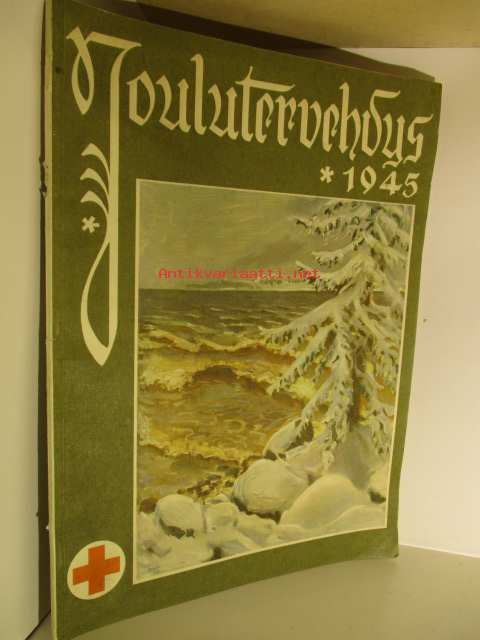 Joulutervehdys
* 1945
Antikvariaatti.net